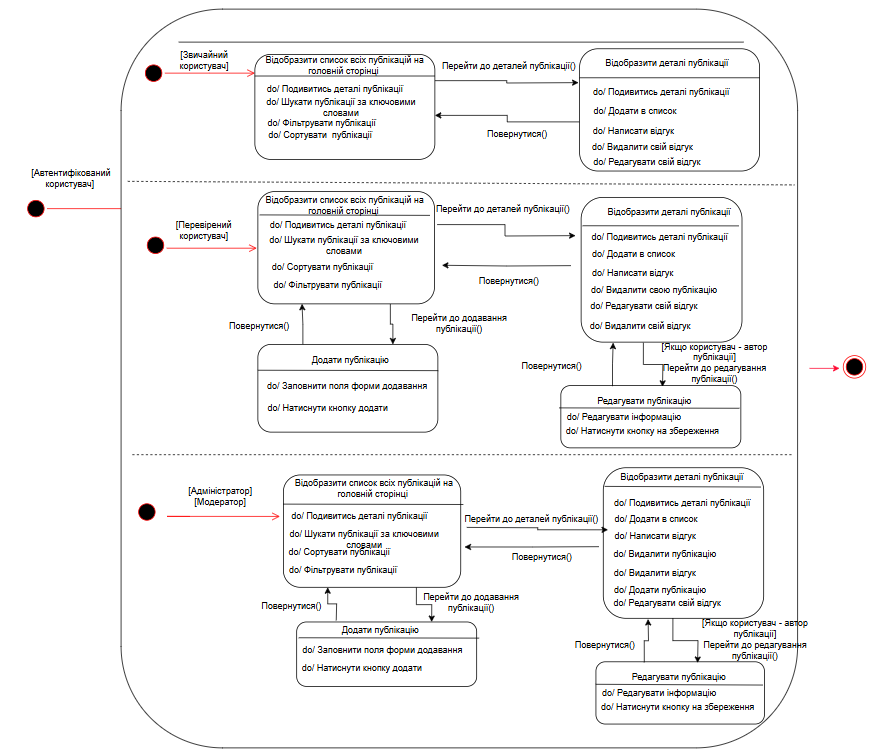 [Звичайний
користувач]
Відобразити список всіх публікацій на
головній сторінці
do/ Подивитись деталі публікації
do/ Шукати публікації за ключовими
словами
do/ Фільтрувати публікації
do/ Сортувати публікації
Перейти до деталей публікації()
Повернутися()
Відобразити деталі публікації
do/ Подивитись деталі публікації
do/ Додати в список
do/ Написати відгук
do/ Видалити свій відгук
do/ Редагувати свій відгук
[Автентифікований
користувач]
[Перевірений
користувач]
Відобразити список всіх публікацій на
головній сторінці
do/ Подивитись деталі публікації
do/ Шукати публікації за ключовими
словами
do/ Сортувати публікації
do/ Фільтрувати публікації
Перейти до деталей публікації()
Повернутися()
Відобразити деталі публікації
do/ Подивитись деталі публікації
do/ Додати в список
do/ Написати відгук
do/ Видалити свою публікацію
do/ Редагувати свій відгук
do/ Видалити свій відгук
Повернутися()
Перейти до додавання
публікації()
Додати публікацію
do/ Заповнити поля форми додавання
do/ Натиснути кнопку додати
Повернутися()
[Якщо користувач - автор
публікації]
Перейти до редагування
публікації()
Редагувати публікацію
do/ Редагувати інформацію
do/ Натиснути кнопку на збереження
[Адміністратор]
[Модератор]
Відобразити список всіх публікацій на
головній сторінці
do/ Подивитись деталі публікації
do/ Шукати публікації за ключовими
словами
do/ Сортувати публікації
do/ Фільтрувати публікації
Перейти до деталей публікації()
Повернутися()
Відобразити деталі публікації
do/ Подивитись деталі публікації
do/ Додати в список
do/ Написати відгук
do/ Видалити публікацію
do/ Видалити відгук
do/ Додати публікацію
do/ Редагувати свій відгук
Повернутися()
Перейти до додавання
публікації()
Додати публікацію
do/ Заповнити поля форми додавання
do/ Натиснути кнопку додати
Повернутися()
[Якщо користувач - автор
публікації]
Перейти до редагування
публікації()
Редагувати публікацію
do/ Редагувати інформацію
do/ Натиснути кнопку на збереження